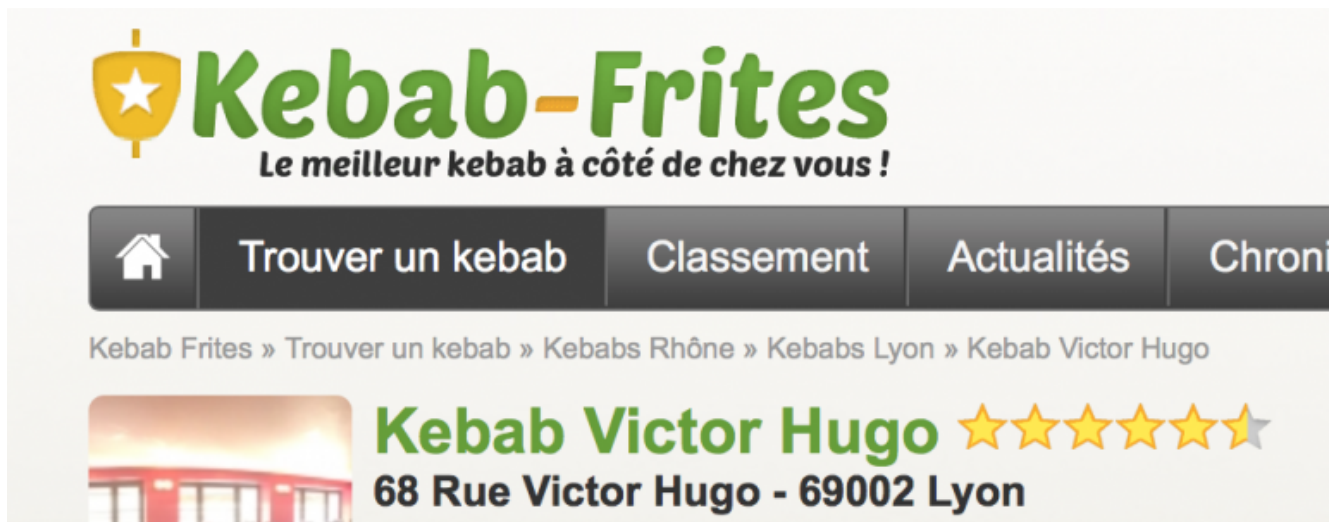 Kebab-Frites
Le meilleur kebab à côté de chez vous !
Trouver un kebab Classement Actualités Chroni
Kebab Frites » Trouver un kebab » Kebabs Rhône » Kebabs Lyon » Kebab Victor Hugo
Kebab Victor Hugo
68 Rue Victor Hugo - 69002 Lyon